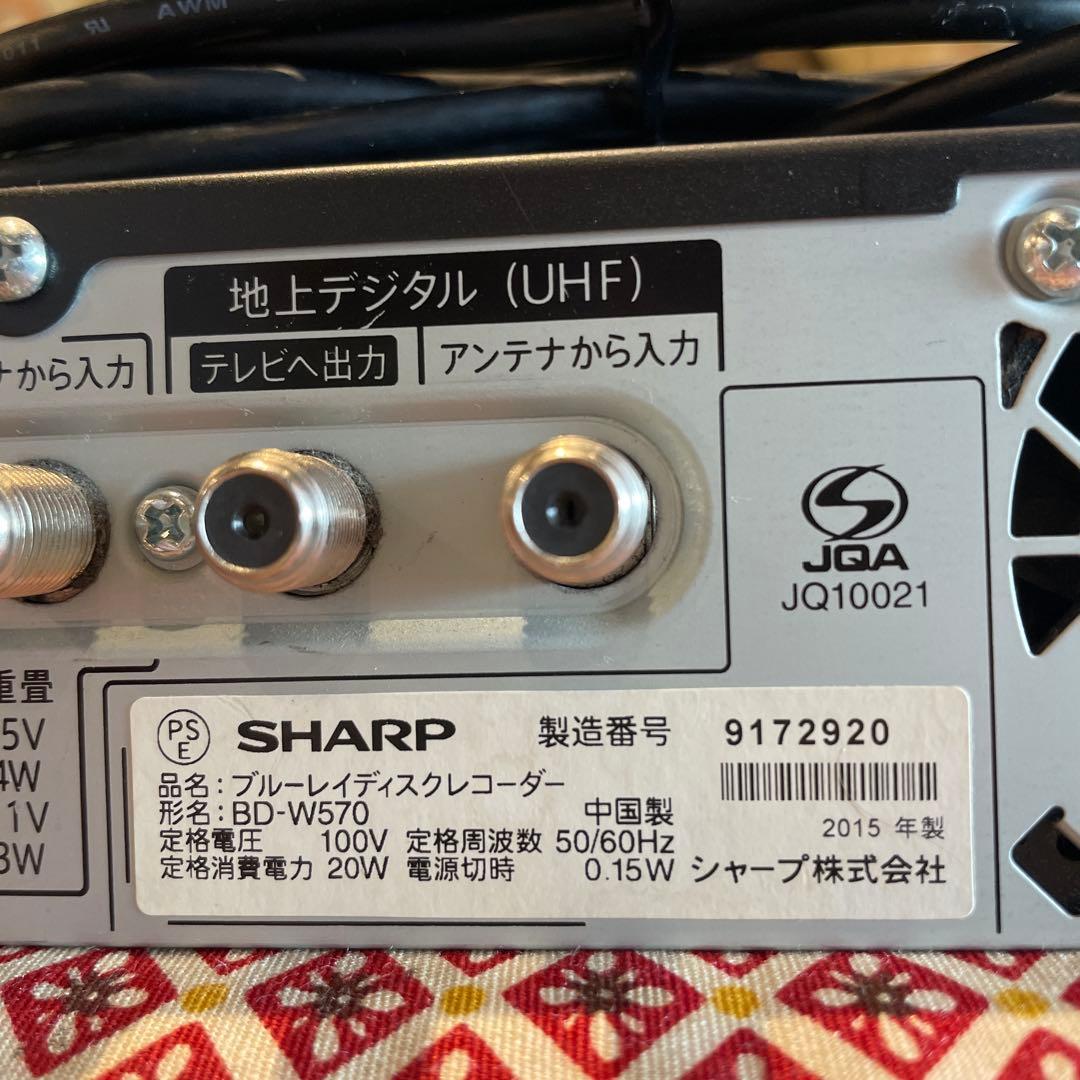 011 AWM
地上デジタル (UHF)
ナから入力
テレビへ出力
アンテナから入力
JQA
JQ10021
重畳
5V
4W
1V
3W
PS
E
SHARP 製造番号 9172920
品名:ブルーレイディスクレコーダー
形名:BD-W570 中国製
2015 年製
定格電圧 100V 定格周波数 50/60Hz
定格消費電力 20W 電源切時 0.15W シャープ株式会社